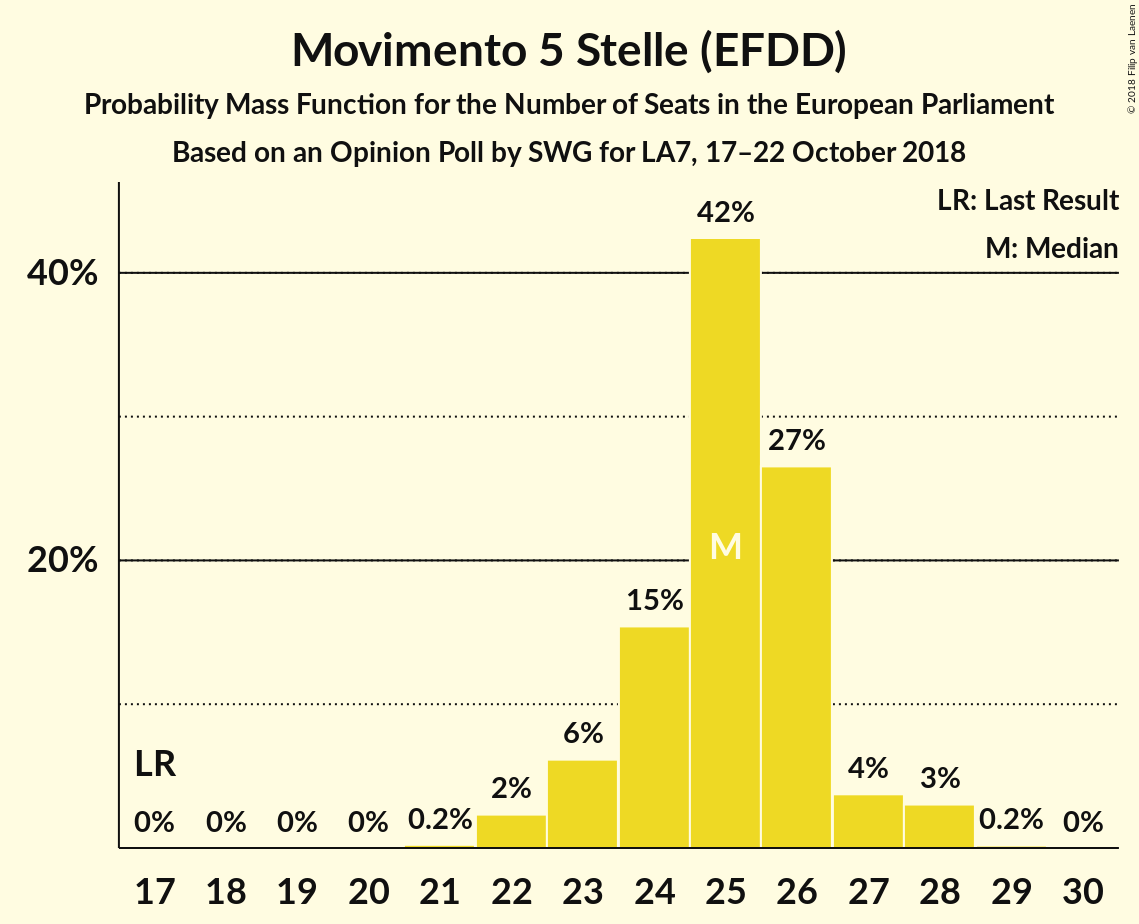 Movimento 5 Stelle (EFDD)
Probability Mass Function for the Number of Seats in the European Parliament
Based on an Opinion Poll by SWG for LA7, 17–22 October 2018
© 2018 Filip van Laenen
LR: Last Result
M: Median
42%
40%
27%
M
20%
15%
6%
LR
4%
3%
2%
0% 0% 0% 0% 0.2% 0.2% 0%
17 18 19 20 21 22 23 24 25 26 27 28 29 30